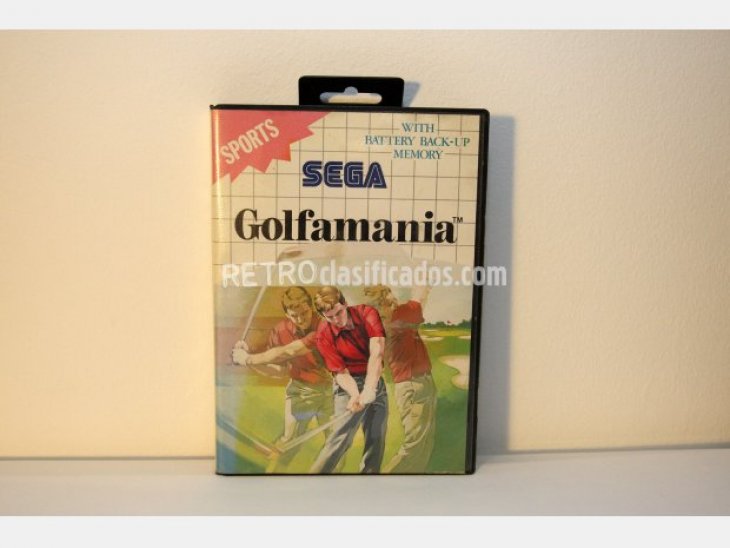 SPORTS
WITH
BATTERY BACK-UP
MEMORY
SEGA
Golfamania™
RETROclasificados.com